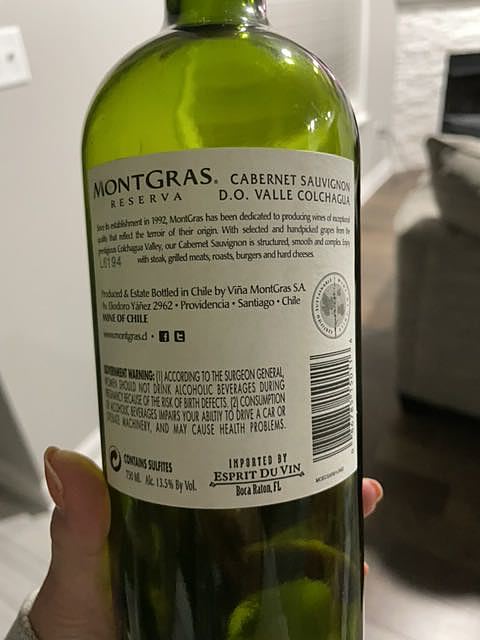 MONTGRAS® CABERNET SAUVIGNON
RESERVA D.O. VALLE COLCHAGUA
Since its establishment in 1992, MontGras has been dedicated to producing wines of exceptional
quality that reflect the terroir of their origin. With selected and handpicked grapes from the
prestigious Colchagua Valley, our Cabernet Sauvignon is structured, smooth and complex. Enjoy
with steak, grilled meats, roasts, burgers and hard cheeses.
L6194
Produced & Estate Bottled in Chile by Viña MontGras S.A.
Av. Eliodoro Yáñez 2962 • Providencia • Santiago • Chile
WINE OF CHILE
www.montgras.cl •
GOVERNMENT WARNING: (1) ACCORDING TO THE SURGEON GENERAL,
WOMEN SHOULD NOT DRINK ALCOHOLIC BEVERAGES DURING
PREGNANCY BECAUSE OF THE RISK OF BIRTH DEFECTS. (2) CONSUMPTION
OF ALCOHOLIC BEVERAGES IMPAIRS YOUR ABILITY TO DRIVE A CAR OR
OPERATE MACHINERY, AND MAY CAUSE HEALTH PROBLEMS.
CONTAINS SULFITES
750 ML Alc. 13.5% By Vol.
IMPORTED BY
ESPRIT DU VIN
Boca Raton, FL